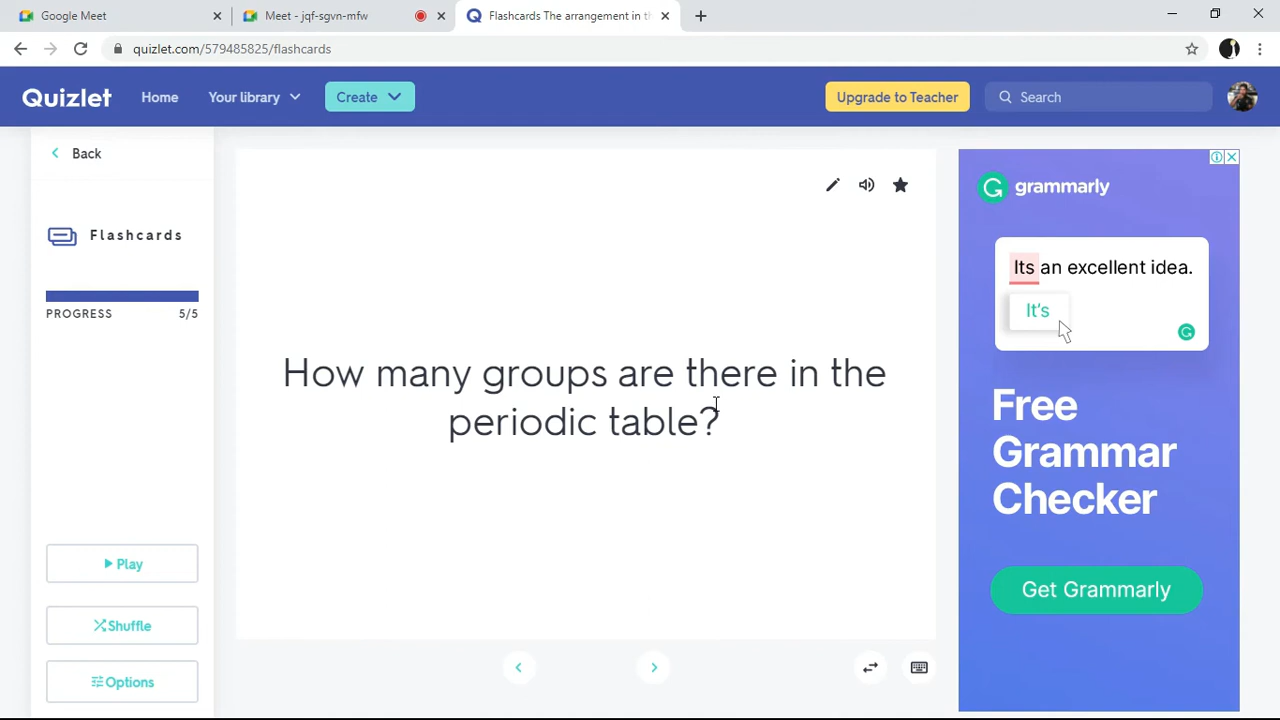 Google Meet
Meet - jqf-sgvn-mfw
Flashcards The arrangement in th
quizlet.com/579485825/flashcards
Quizlet Home Your library Create Upgrade to Teacher Search
Back
Flashcards
PROGRESS 5/5
Play
Shuffle
Options
How many groups are there in the
periodic table?
grammarly
Its an excellent idea.
It's
Free
Grammar
Checker
Get Grammarly